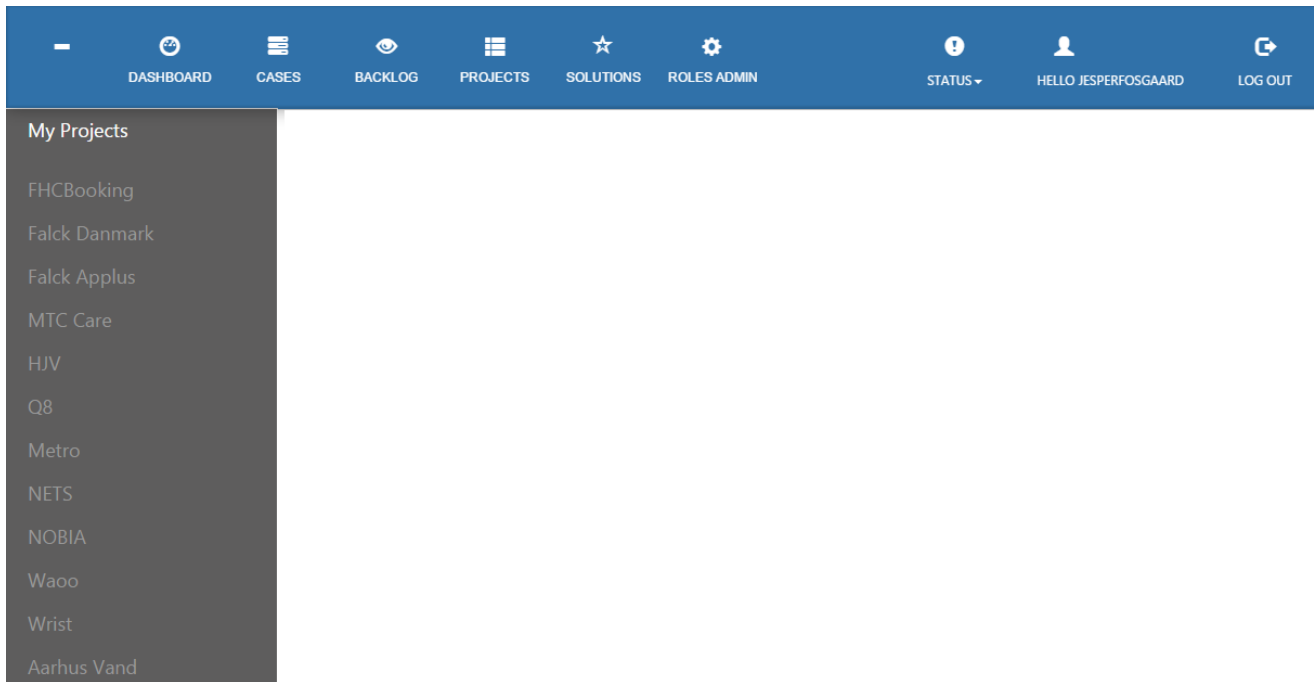 DASHBOARD CASES BACKLOG PROJECTS SOLUTIONS ROLES ADMIN STATUS HELLO JESPERFOSGAARD LOG OUT
My Projects
FHCBooking
Falck Danmark
Falck Applus
MTC Care
HJV
Q8
Metro
NETS
NOBIA
Waoo
Wrist
Aarhus Vand